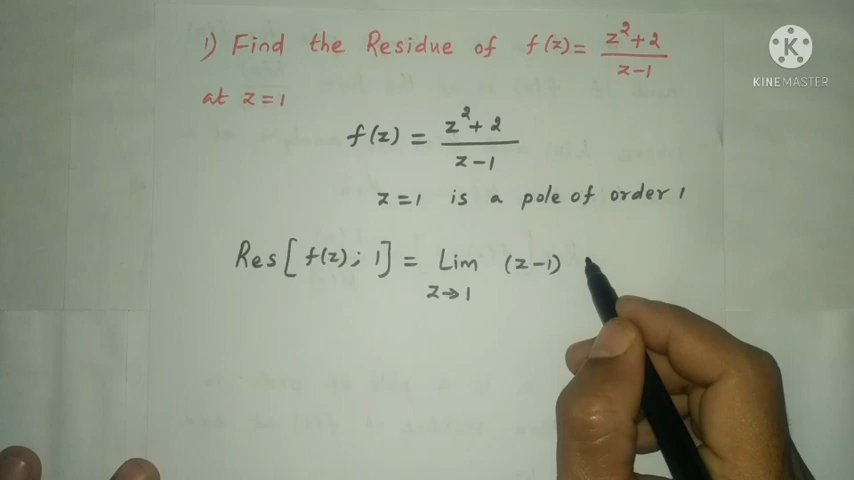 1) Find the Residue of f(z) = z²+2 / z-1
at z=1
f(z) = z²+2 / z-1
z=1 is a pole of order 1
Res [f(z); 1] = Lim z→1 (z-1)
K
KINEMASTER